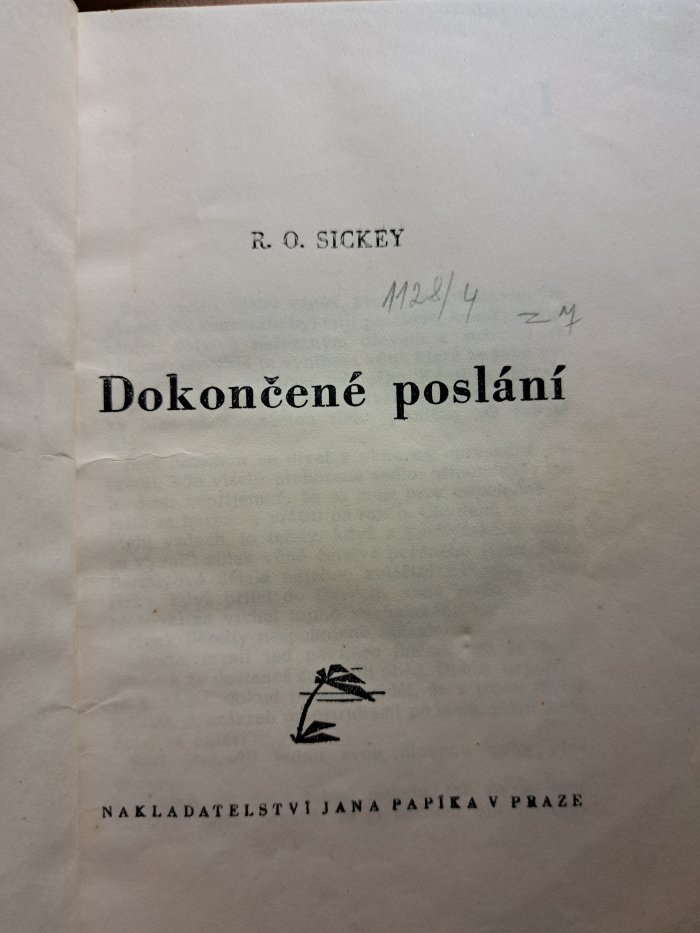 R. O. SICKEY
1128/4
Dokončené poslání
NAKLADATELSTVÍ JANA PAPÍKA V PRAZE